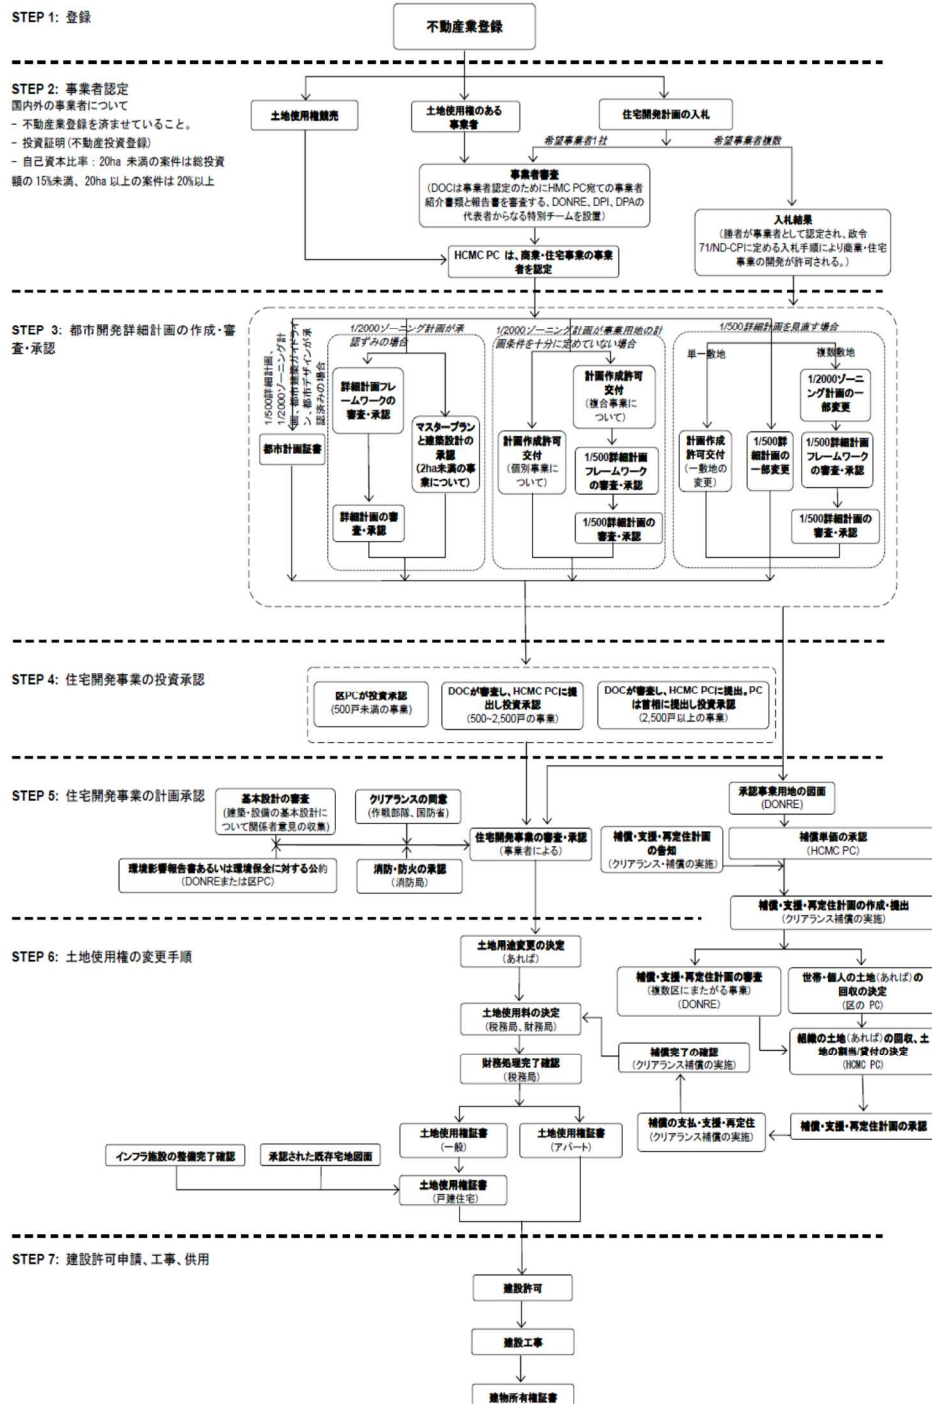 STEP 1: 登録
不動産業登録
STEP 2: 事業者認定
国内外の事業者について
- 不動産業登録を済ませていること。
- 投資証明(不動産投資登録)
- 自己資本比率：20ha 未満の案件は総投資
額の 15%未満、20ha 以上の案件は 20%以上
土地使用権競売
土地使用権のある
事業者
住宅開発計画の入札
希望事業者1社
希望事業者複数
事業者審査
(DOCは事業者認定のためにHMC PC宛ての事業者
紹介書類と報告書を審査する、DONRE、DPI、DPAの
代表者からなる特別チームを設置)
入札結果
(勝者が事業者として認定され、政令
71/ND-CPに定める入札手順により商業・住宅
事業の開発が許可される。)
HCMC PC は、商業・住宅事業の事業
者を認定
STEP 3: 都市開発詳細計画の作成・審
査・承認
1/500詳細計画、
1/2000ゾーニング計
画、都市建築ガイドライ
ン、都市デザインが承
認済みの場合
都市計画証書
1/2000ゾーニング計画が承
認ずみの場合
詳細計画フレ
ームワークの
審査・承認
マスタープラン
と建築設計の
承認
(2ha未満の事
業について)
詳細計画の審
査・承認
1/2000ゾーニング計画が事業用地の計
画条件を十分に定めていない場合
計画作成許可
交付
(複合事業に
ついて)
計画作成許可
交付
(個別事業に
ついて)
1/500詳細計画
フレームワーク
の審査・承認
1/500詳細計画の
審査・承認
1/500詳細計画を見直す場合
単一敷地
複数敷地
1/2000ゾーニ
ング計画の一
部変更
計画作成
許可交付
(一敷地の
変更)
1/500詳
細計画の
一部変更
1/500詳細計画
フレームワーク
の審査・承認
1/500詳細計画の
審査・承認
STEP 4: 住宅開発事業の投資承認
区PCが投資承認
(500戸未満の事業)
DOCが審査し、HCMC PCに提
出し投資承認
(500~2,500戸の事業)
DOCが審査し、HCMC PCに提出。PC
は首相に提出し投資承認
(2,500戸以上の事業)
STEP 5: 住宅開発事業の計画承認
基本設計の審査
(建築・設備の基本設計に
ついて関係者意見の収集)
クリアランスの同意
(作戦部隊、国防省)
環境影響報告書あるいは環境保全に対する公約
(DONREまたは区PC)
消防・防火の承認
(消防局)
住宅開発事業の審査・承認
(事業者による)
承認事業用地の図面
(DONRE)
補償・支援・再定住計画
の告知
(クリアランス・補償の実施)
補償単価の承認
(HCMC PC)
補償・支援・再定住計画の作成・提出
(クリアランス補償の実施)
STEP 6: 土地使用権の変更手順
土地用途変更の決定
(あれば)
土地使用料の決定
(税務局、財務局)
財務処理完了確認
(税務局)
補償・支援・再定住計画の審査
(複数区にまたがる事業)
(DONRE)
世帯・個人の土地(あれば)の
回収の決定
(区の PC)
組織の土地(あれば)の回収、土
地の割当/貸付の決定
(HCMC PC)
補償完了の確認
(クリアランス補償の実施)
補償の支払・支援・再定住
(クリアランス補償の実施)
補償・支援・再定住計画の承認
土地使用権証書
(一般)
土地使用権証書
(アパート)
インフラ施設の整備完了確認
承認された既存宅地図面
土地使用権証書
(戸建住宅)
STEP 7: 建設許可申請、工事、供用
建設許可
建設工事
建物所有権証書